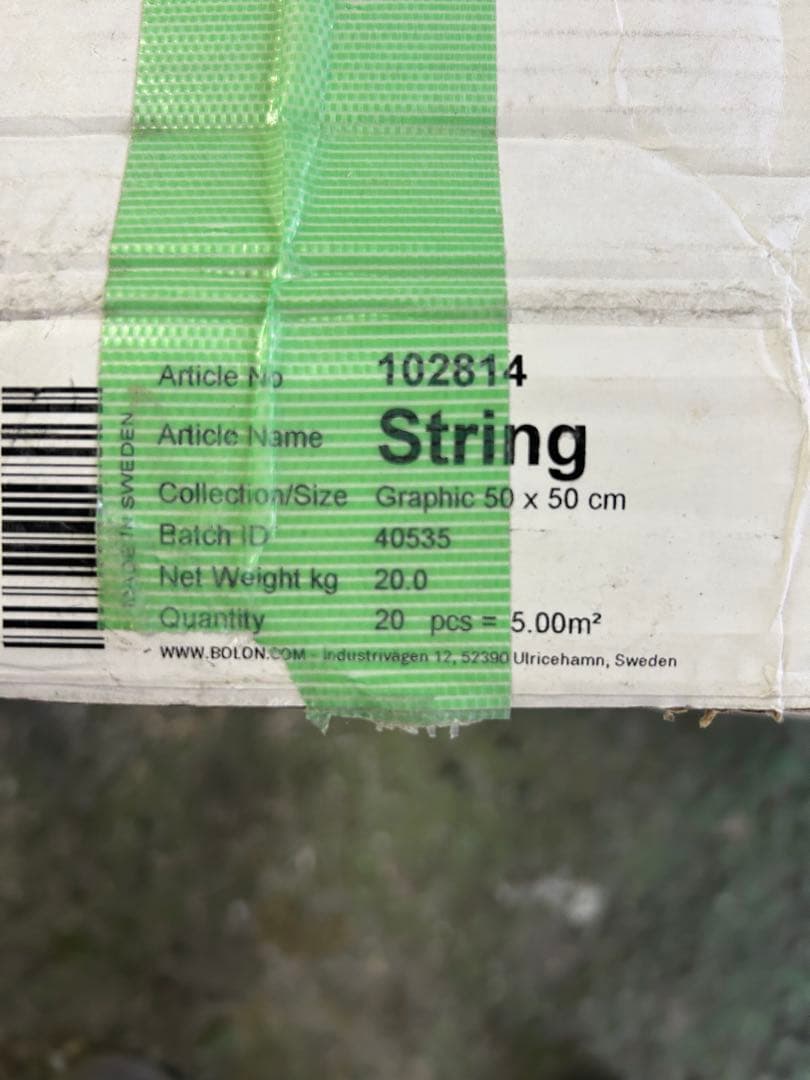 Article No 102814
Article Name String
Collection/Size Graphic 50 x 50 cm
Batch ID 40535
Net Weight kg 20.0
Quantity 20 pcs = 5.00m²
WWW.BOLON.COM - Industrivägen 12, 52390 Ulricehamn, Sweden
MADE IN SWEDEN